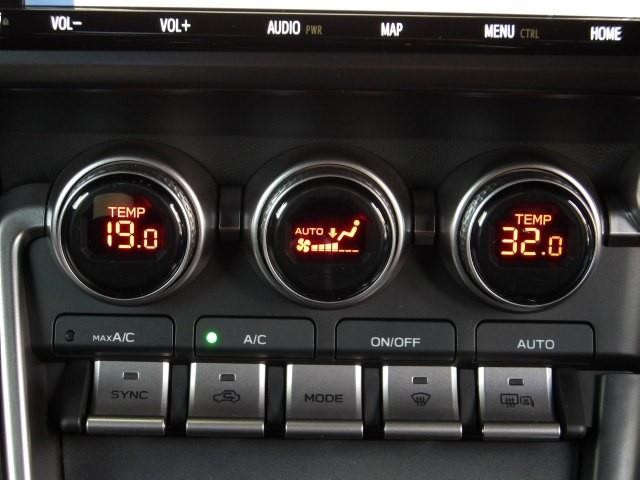 VOL- VOL+ AUDIO PWR MAP MENU CTRL HOME
TEMP
19.0
AUTO
TEMP
32.0
MAX A/C A/C ON/OFF AUTO
SYNC MODE